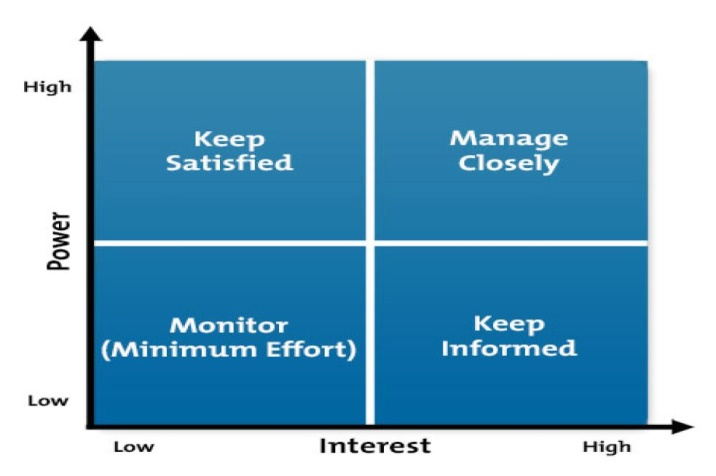 High
Keep
Satisfied
Manage
Closely
Power
Monitor
(Minimum Effort)
Keep
Informed
Low
Low
Interest
High